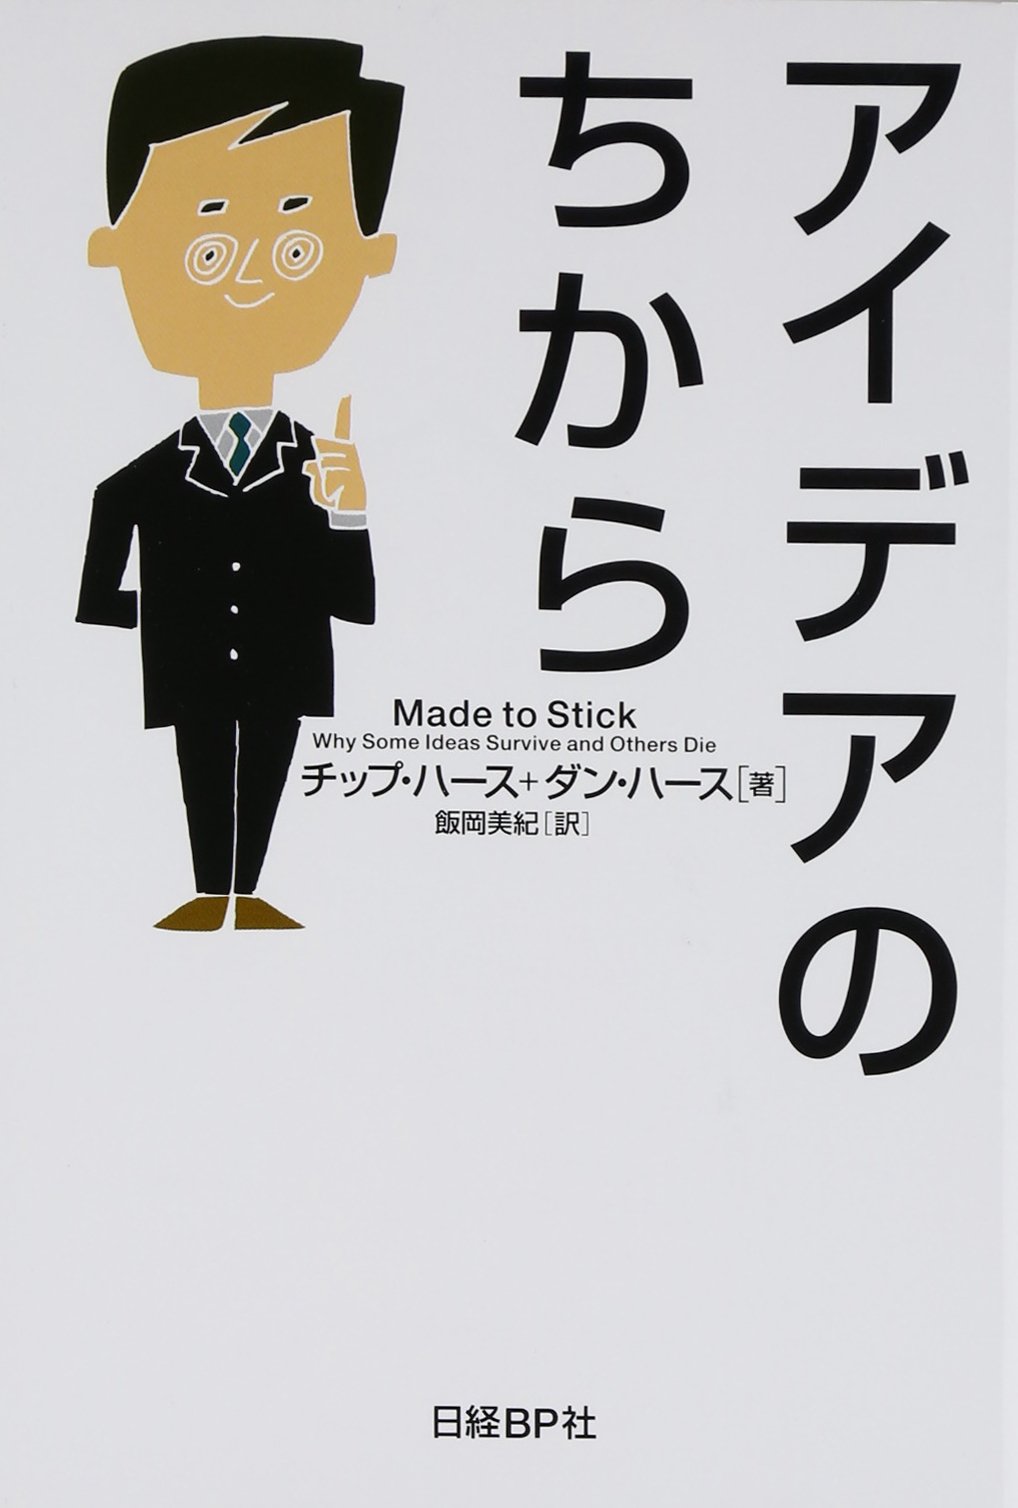 アイデアの
ちから
Made to Stick
Why Some Ideas Survive and Others Die
チップ・ハース+ダン・ハース[著]
飯岡美紀[訳]
日経BP社